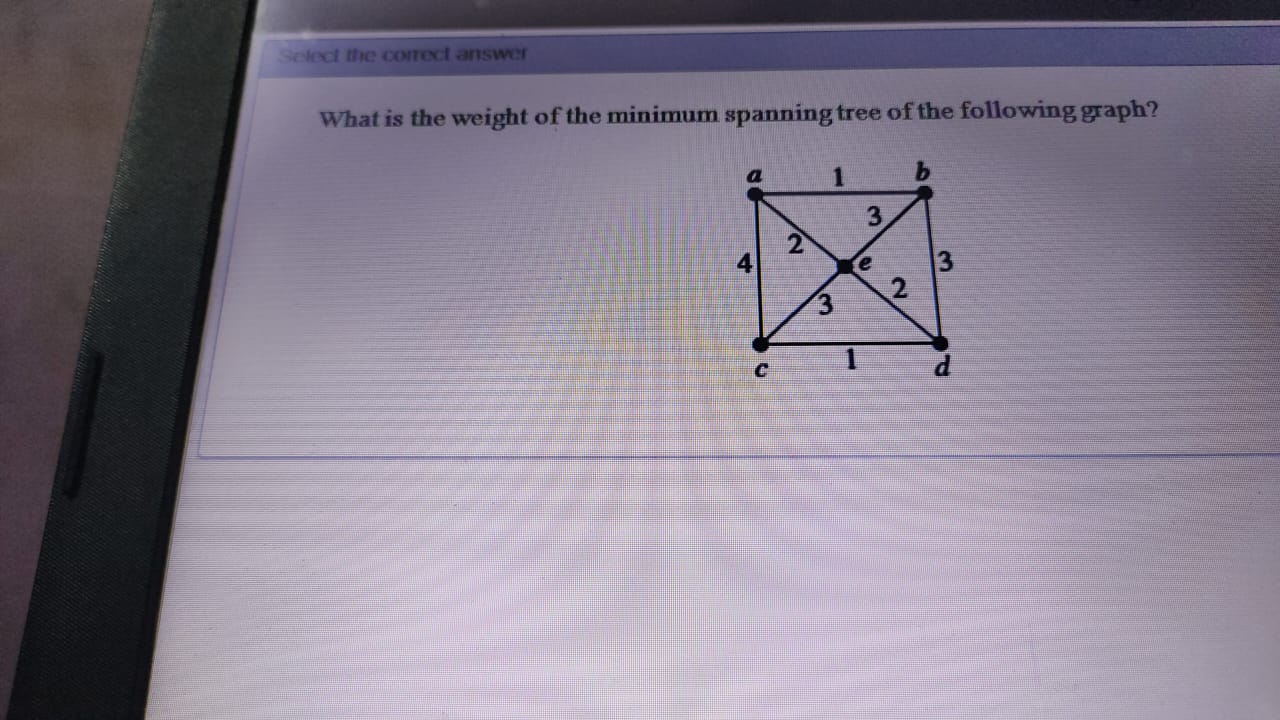 Select the correct answer
What is the weight of the minimum spanning tree of the following graph?
a 1 b
3
2
4 e 3
2
3
c 1 d